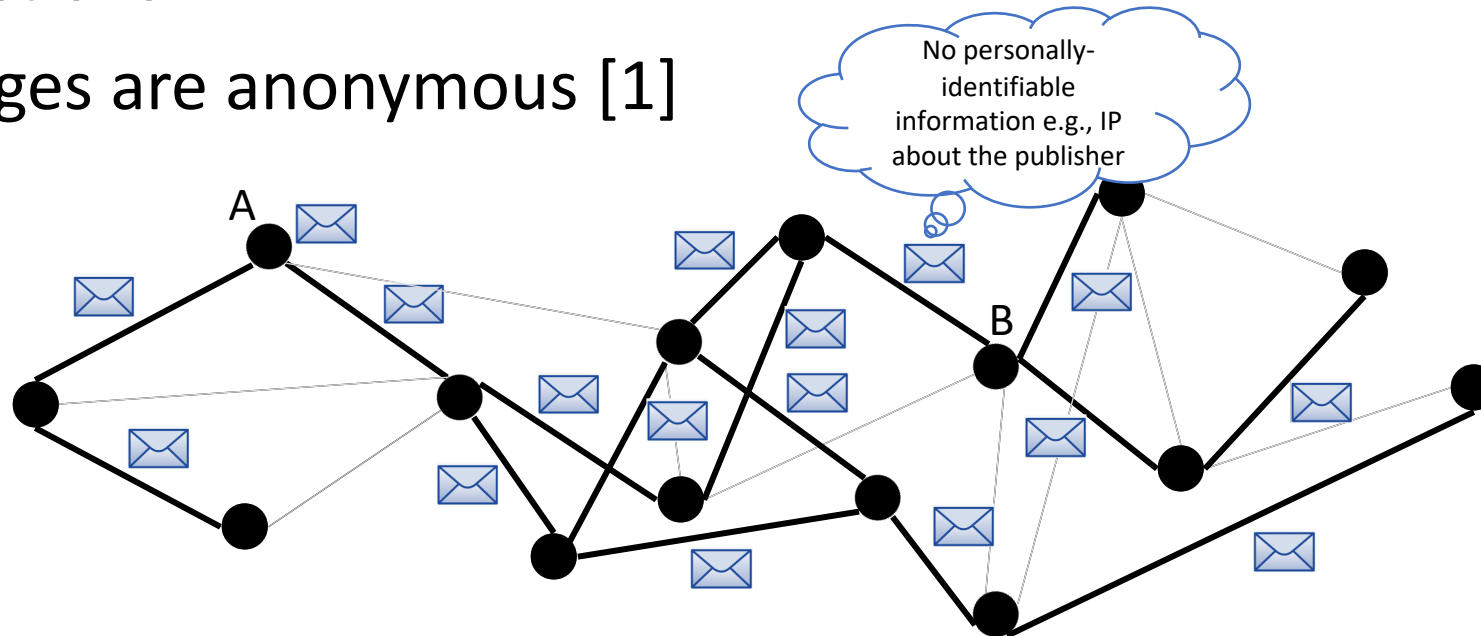 ges are anonymous [1]
No personally-
identifiable
information e.g., IP
about the publisher
A
B